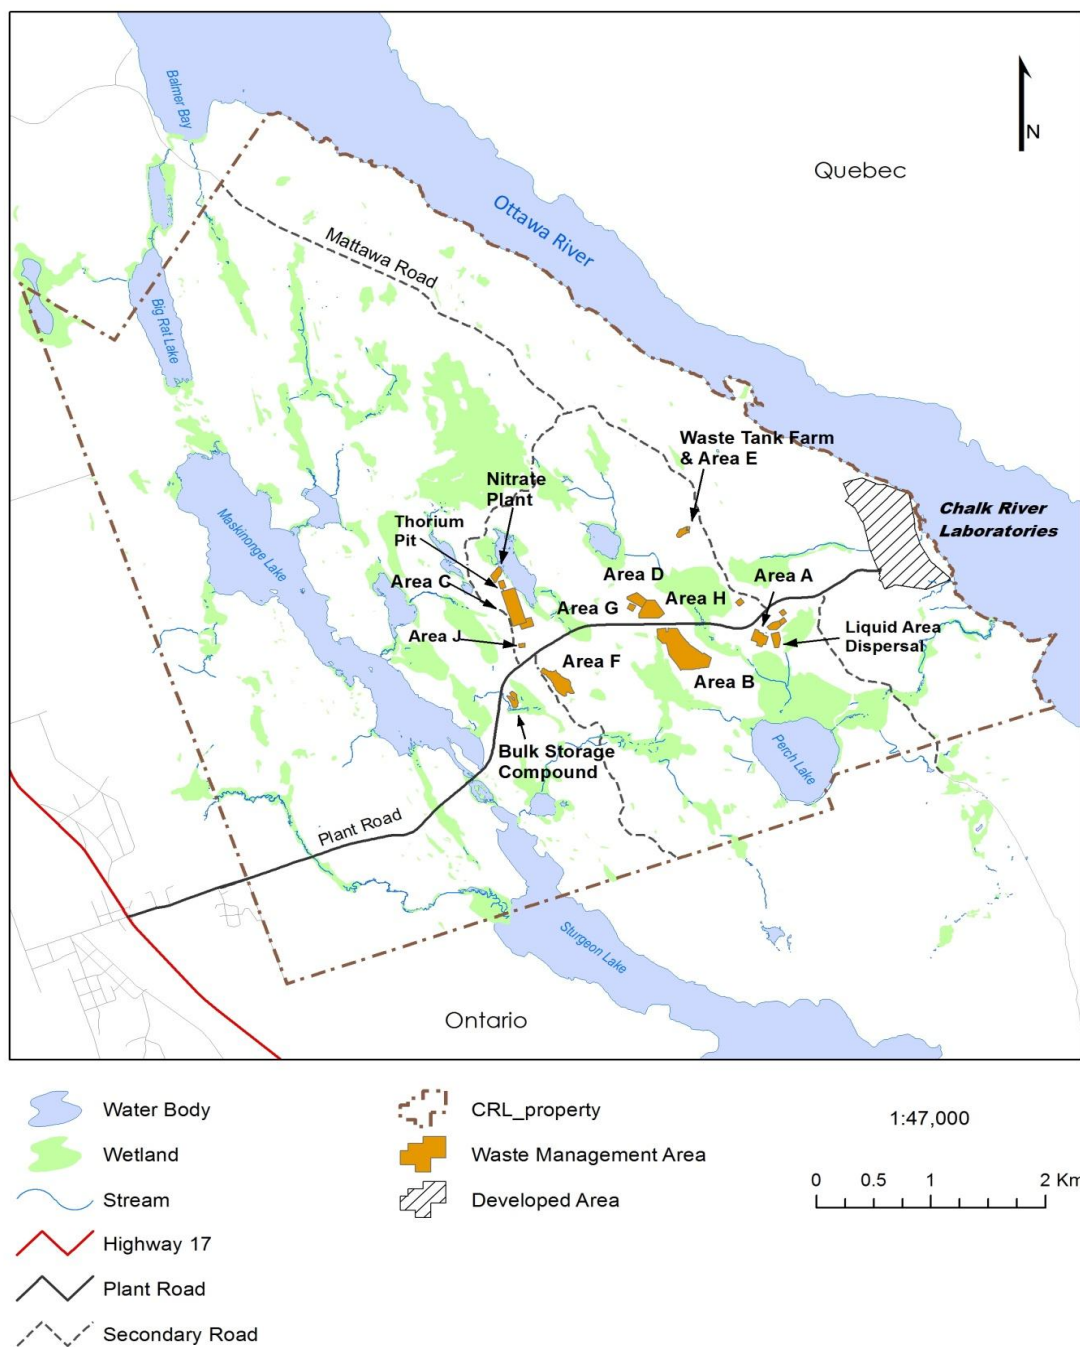 Balmer Bay
N
Quebec
Ottawa River
Mattawa Road
Big Rat Lake
Waste Tank Farm
& Area E
Nitrate
Plant
Chalk River
Laboratories
Thorium
Pit
Maskinonge Lake
Area C
Area D
Area A
Area G
Area H
Area J
Liquid Area
Dispersal
Area F
Area B
Bulk Storage
Compound
Perch Lake
Plant Road
Sturgeon Lake
Ontario
Water Body
Wetland
Stream
Highway 17
Plant Road
Secondary Road
CRL_property
Waste Management Area
Developed Area
1:47,000
0 0.5 1 2 Km